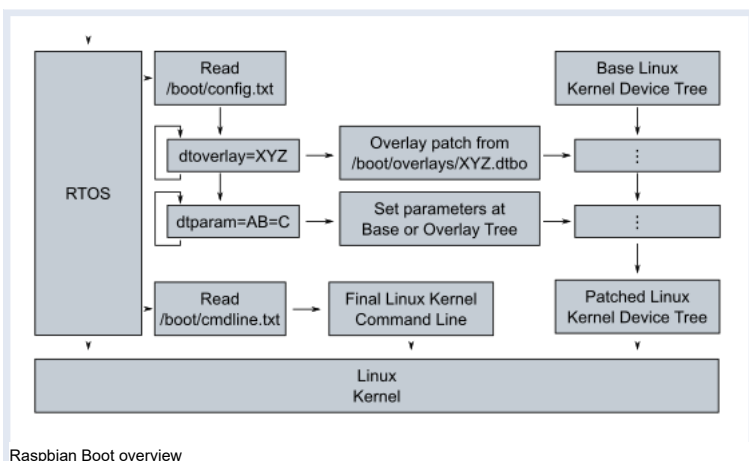 Read
/boot/config.txt
Base Linux
Kernel Device Tree
dtoverlay=XYZ
Overlay patch from
/boot/overlays/XYZ.dtbo
⋮
RTOS
dtparam=AB=C
Set parameters at
Base or Overlay Tree
⋮
Read
/boot/cmdline.txt
Final Linux Kernel
Command Line
Patched Linux
Kernel Device Tree
Linux
Kernel
Raspbian Boot overview